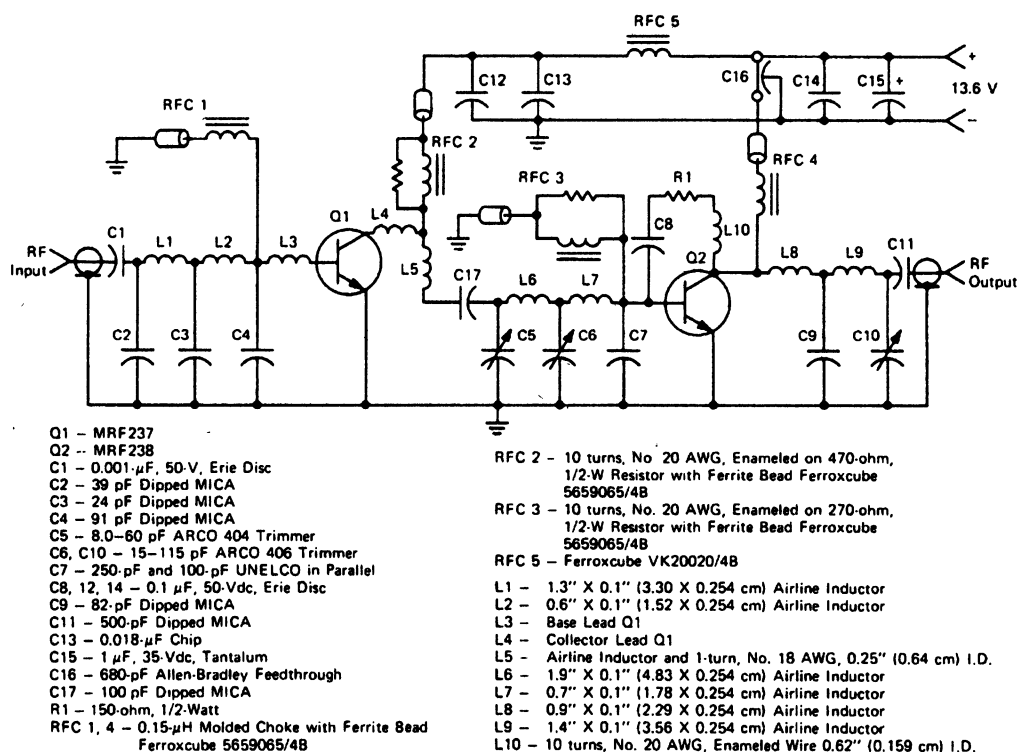 RFC 5
C12
C13
C16
C14
C15
+
+
13.6 V
–
RFC 1
RFC 2
RFC 4
RFC 3
R1
Q1
L4
C8
L10
RF
Input
C1
L1
L2
L3
L5
C17
L6
L7
Q2
L8
L9
C11
RF
Output
C2
C3
C4
C5
C6
C7
C9
C10
Q1 – MRF237
Q2 -- MRF238
C1 – 0.001-µF, 50-V, Erie Disc
C2 – 39 pF Dipped MICA
C3 – 24 pF Dipped MICA
C4 – 91 pF Dipped MICA
C5 – 8.0–60 pF ARCO 404 Trimmer
C6, C10 – 15–115 pF ARCO 406 Trimmer
C7 – 250-pF and 100-pF UNELCO in Parallel
C8, 12, 14 – 0.1 µF, 50-Vdc, Erie Disc
C9 – 82-pF Dipped MICA
C11 – 500-pF Dipped MICA
C13 – 0.018-µF Chip
C15 – 1 µF, 35-Vdc, Tantalum
C16 – 680-pF Allen-Bradley Feedthrough
C17 – 100 pF Dipped MICA
R1 – 150-ohm, 1/2-Watt
RFC 1, 4 – 0.15-µH Molded Choke with Ferrite Bead
Ferroxcube 5659065/4B
RFC 2 – 10 turns, No 20 AWG, Enameled on 470-ohm,
1/2-W Resistor with Ferrite Bead Ferroxcube
5659065/4B
RFC 3 – 10 turns, No. 20 AWG, Enameled on 270-ohm,
1/2-W Resistor with Ferrite Bead Ferroxcube
5659065/4B
RFC 5 – Ferroxcube VK20020/4B
L1 – 1.3" X 0.1" (3.30 X 0.254 cm) Airline Inductor
L2 – 0.6" X 0.1" (1.52 X 0.254 cm) Airline Inductor
L3 – Base Lead Q1
L4 – Collector Lead Q1
L5 – Airline Inductor and 1-turn, No. 18 AWG, 0.25" (0.64 cm) I.D.
L6 – 1.9" X 0.1" (4.83 X 0.254 cm) Airline Inductor
L7 – 0.7" X 0.1" (1.78 X 0.254 cm) Airline Inductor
L8 – 0.9" X 0.1" (2.29 X 0.254 cm) Airline Inductor
L9 – 1.4" X 0.1" (3.56 X 0.254 cm) Airline Inductor
L10 – 10 turns, No. 20 AWG, Enameled Wire 0.62" (0.159 cm) I.D.